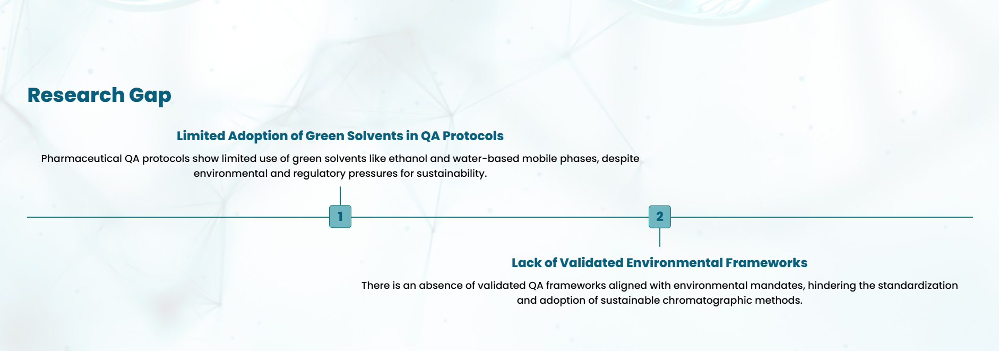 Research Gap
Limited Adoption of Green Solvents in QA Protocols
Pharmaceutical QA protocols show limited use of green solvents like ethanol and water-based mobile phases, despite
environmental and regulatory pressures for sustainability.
1
2
Lack of Validated Environmental Frameworks
There is an absence of validated QA frameworks aligned with environmental mandates, hindering the standardization
and adoption of sustainable chromatographic methods.